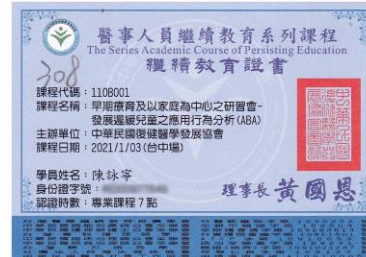 醫事人員繼續教育系列課程
The Series Academic Course of Persisting Education
繼續教育證書
308
課程代碼：110B001
課程名稱：早期療育及以家庭為中心之研習會-
發展遲緩兒童之應用行為分析(ABA)
主辦單位：中華民國復健醫學發展協會
課程日期：2021/1/03(台中場)
學員姓名：陳詠寧
身份證字號：
認證時數：專業課程 7 點
理事長 黃國恩